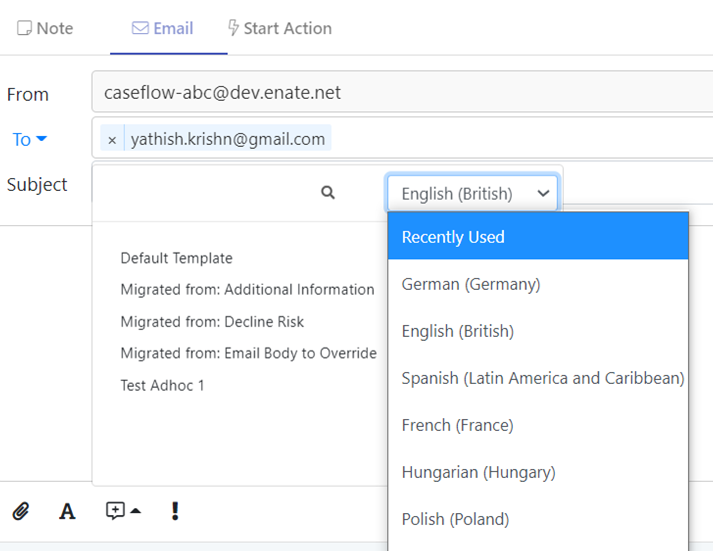 Note Email Start Action
From caseflow-abc@dev.enate.net
To × yathish.krishn@gmail.com
Subject
English (British)
Recently Used
German (Germany)
English (British)
Spanish (Latin America and Caribbean)
French (France)
Hungarian (Hungary)
Polish (Poland)
Default Template
Migrated from: Additional Information
Migrated from: Decline Risk
Migrated from: Email Body to Override
Test Adhoc 1
A !